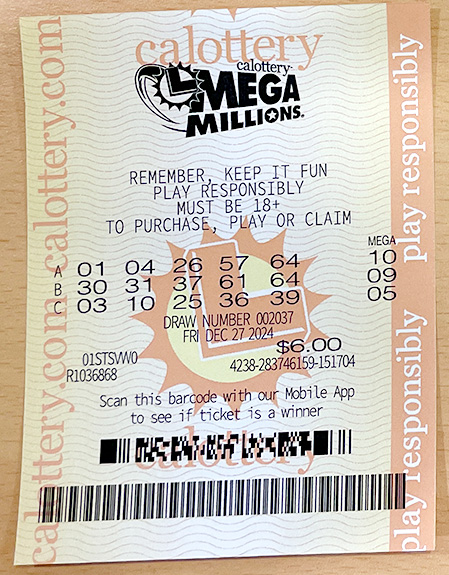 calottery
calottery
MEGA
MILLIONS
REMEMBER, KEEP IT FUN
PLAY RESPONSIBLY
MUST BE 18+
TO PURCHASE, PLAY OR CLAIM
MEGA
A 01 04 26 57 64 10
B 30 31 37 61 64 09
C 03 10 25 36 39 05
DRAW NUMBER 002037
FRI DEC 27 2024
$6.00
01STSVW0 4238-283746159-151704
R1036868
Scan this barcode with our Mobile App
to see if ticket is a winner
calottery
calottery.com calottery.com
play responsibly play responsibly